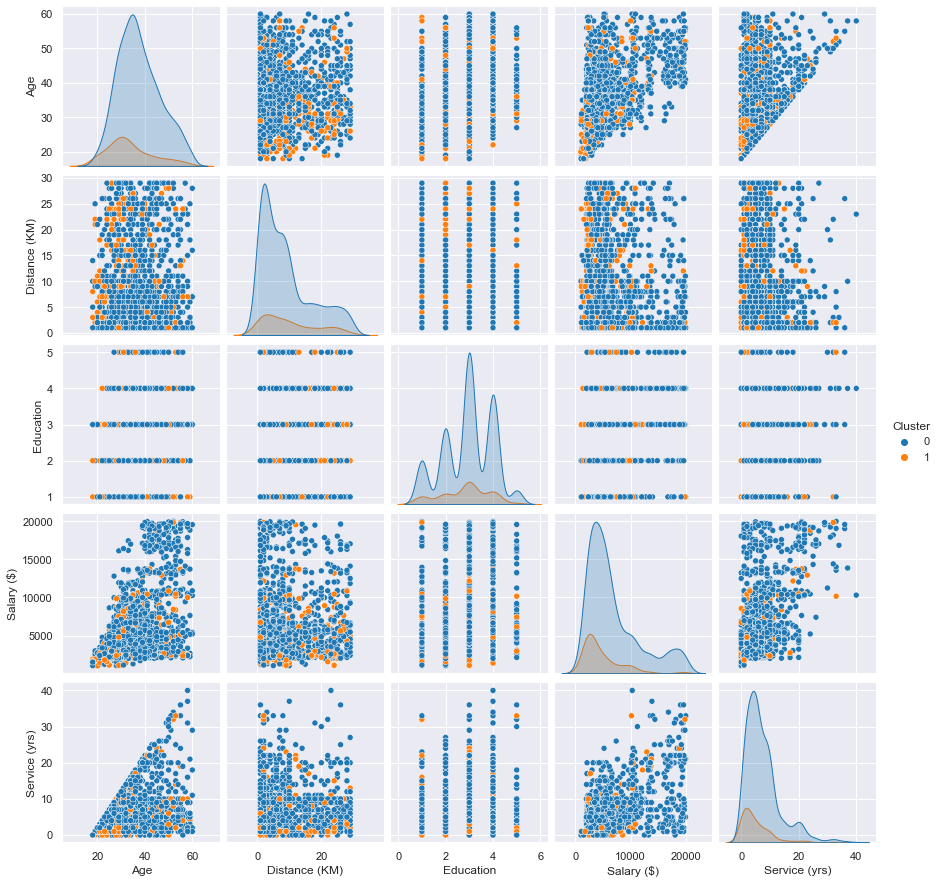 60
50
40
30
20
Age
30
25
20
15
10
5
0
Distance (KM)
5
4
3
2
1
Education
Cluster
0
1
20000
15000
10000
5000
Salary ($)
40
30
20
10
0
Service (yrs)
20 40 60
0 20
0 2 4 6
0 10000 20000
0 20 40
Age
Distance (KM)
Education
Salary ($)
Service (yrs)